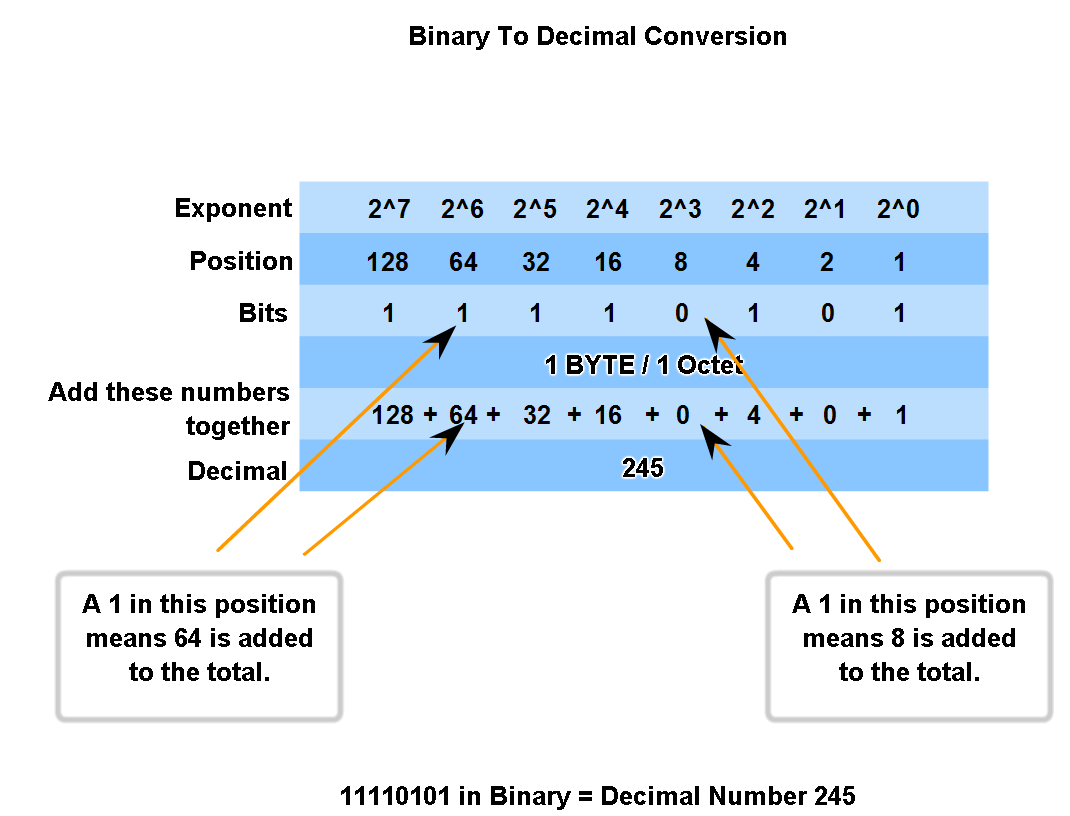 Binary To Decimal Conversion
Exponent 2^7 2^6 2^5 2^4 2^3 2^2 2^1 2^0
Position 128 64 32 16 8 4 2 1
Bits 1 1 1 1 0 1 0 1
1 BYTE / 1 Octet
Add these numbers
together 128 + 64 + 32 + 16 + 0 + 4 + 0 + 1
Decimal 245
A 1 in this position
means 64 is added
to the total.
A 1 in this position
means 8 is added
to the total.
11110101 in Binary = Decimal Number 245